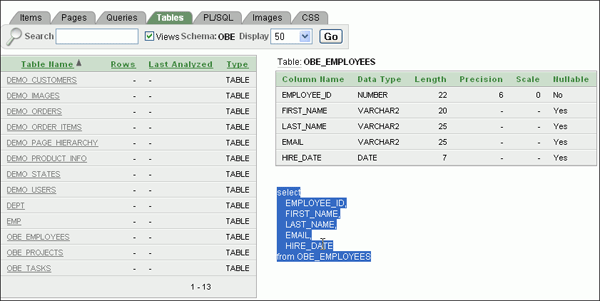 Items Pages Queries Tables PL/SQL Images CSS
Search Views Schema: OBE Display 50 Go
Table Name Rows Last Analyzed Type
DEMO_CUSTOMERS - - TABLE
DEMO_IMAGES - - TABLE
DEMO_ORDERS - - TABLE
DEMO_ORDER_ITEMS - - TABLE
DEMO_PAGE_HIERARCHY - - TABLE
DEMO_PRODUCT_INFO - - TABLE
DEMO_STATES - - TABLE
DEMO_USERS - - TABLE
DEPT - - TABLE
EMP - - TABLE
OBE_EMPLOYEES - - TABLE
OBE_PROJECTS - - TABLE
OBE_TASKS - - TABLE
1 - 13
Table: OBE_EMPLOYEES
Column Name Data Type Length Precision Scale Nullable
EMPLOYEE_ID NUMBER 22 6 0 No
FIRST_NAME VARCHAR2 20 - - Yes
LAST_NAME VARCHAR2 25 - - Yes
EMAIL VARCHAR2 25 - - Yes
HIRE_DATE DATE 7 - - Yes
select
EMPLOYEE_ID,
FIRST_NAME,
LAST_NAME,
EMAIL,
HIRE_DATE
from OBE_EMPLOYEES